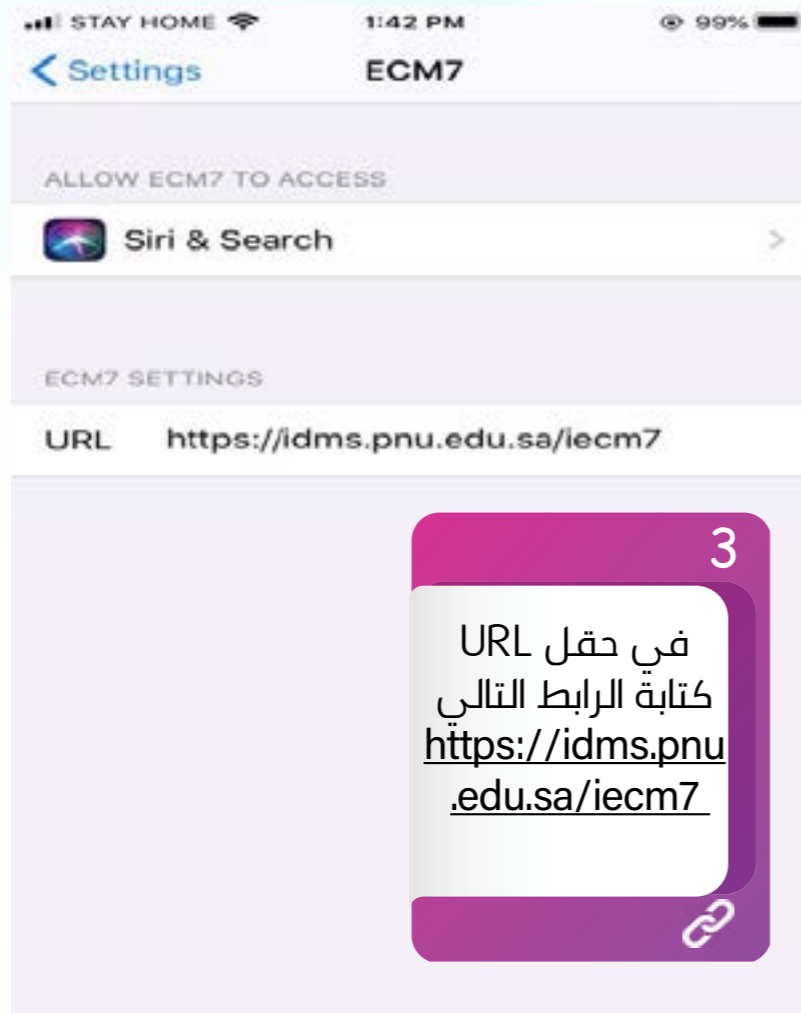 STAY HOME 1:42 PM 99%
Settings ECM7
ALLOW ECM7 TO ACCESS
Siri & Search
ECM7 SETTINGS
URL https://idms.pnu.edu.sa/iecm7
3
في حقل URL
كتابة الرابط التالي
https://idms.pnu
.edu.sa/iecm7